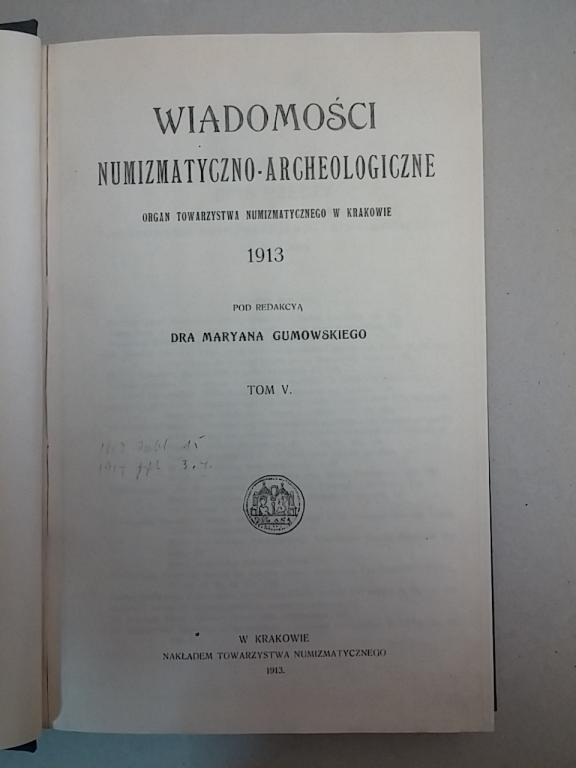 WIADOMOŚCI
NUMIZMATYCZNO-ARCHEOLOGICZNE
ORGAN TOWARZYSTWA NUMIZMATYCZNEGO W KRAKOWIE
1913
POD REDAKCYĄ
DRA MARYANA GUMOWSKIEGO
TOM V.
W KRAKOWIE
NAKŁADEM TOWARZYSTWA NUMIZMATYCZNEGO
1913.